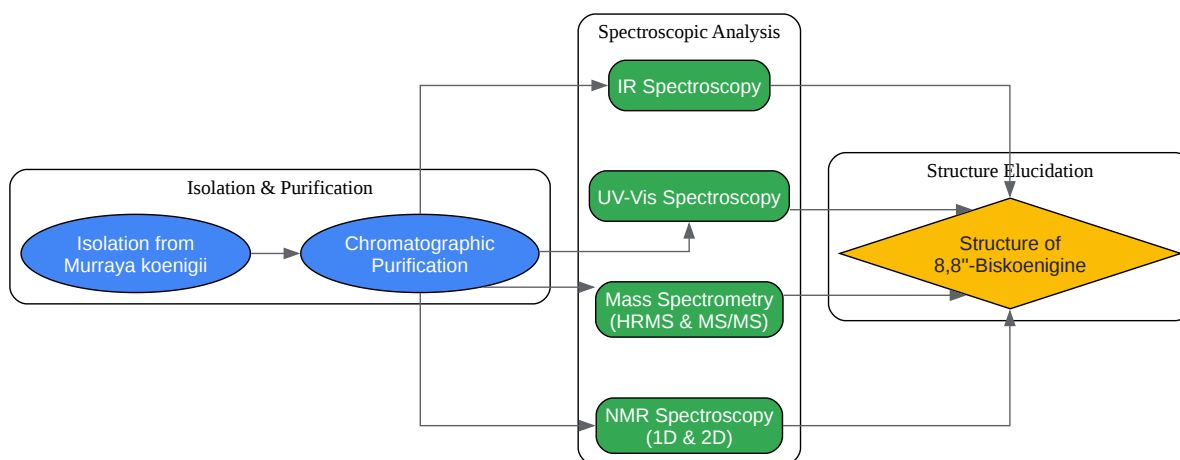 Isolation & Purification
Isolation from
Murraya koenigii
Chromatographic
Purification
Spectroscopic Analysis
IR Spectroscopy
UV-Vis Spectroscopy
Mass Spectrometry
(HRMS & MS/MS)
NMR Spectroscopy
(1D & 2D)
Structure Elucidation
Structure of
8,8''-Biskoenigine